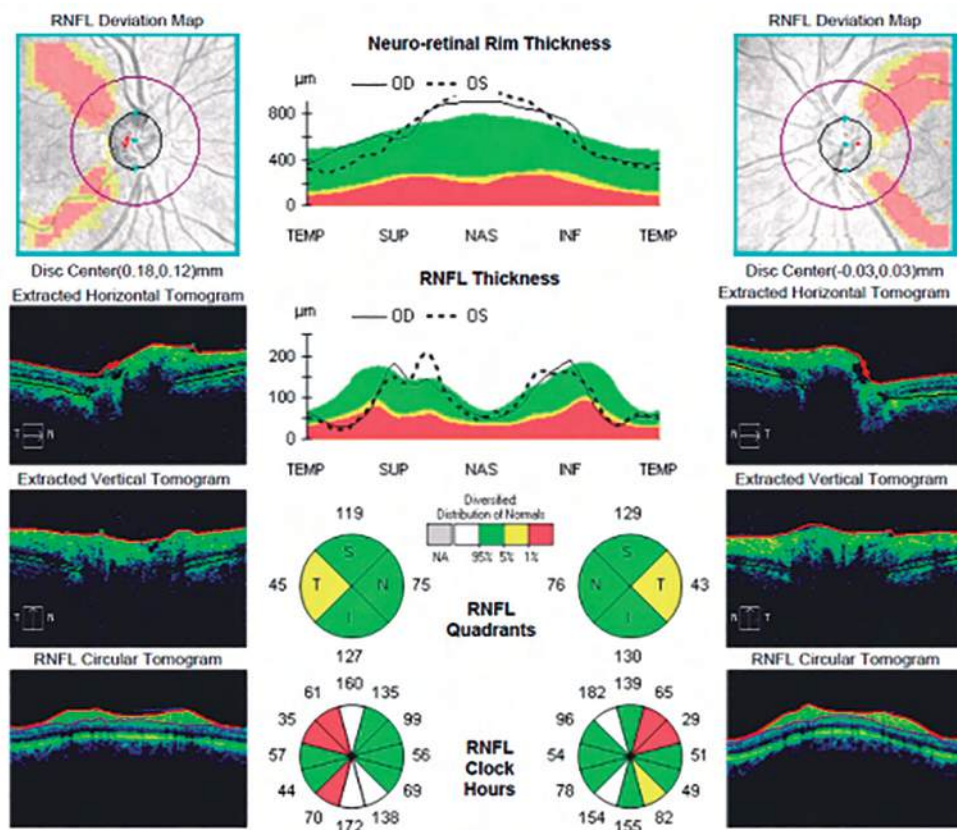 RNFL Deviation Map
Neuro-retinal Rim Thickness
RNFL Deviation Map
µm
OD
OS
800
400
0
TEMP
SUP
NAS
INF
TEMP
Disc Center(0.18,0.12)mm
Disc Center(-0.03,0.03)mm
Extracted Horizontal Tomogram
RNFL Thickness
Extracted Horizontal Tomogram
µm
OD
OS
200
100
0
T N
N T
TEMP
SUP
NAS
INF
TEMP
Extracted Vertical Tomogram
Extracted Vertical Tomogram
Diversified
Distribution of Normals
NA
95%
5%
1%
119
S
45
T
N
75
I
127
129
S
76
N
T
43
I
130
RNFL
Quadrants
I S
I S
RNFL Circular Tomogram
RNFL Circular Tomogram
160
135
99
56
69
138
172
70
44
57
35
61
RNFL
Clock
Hours
139
65
29
51
49
82
155
154
78
54
96
182